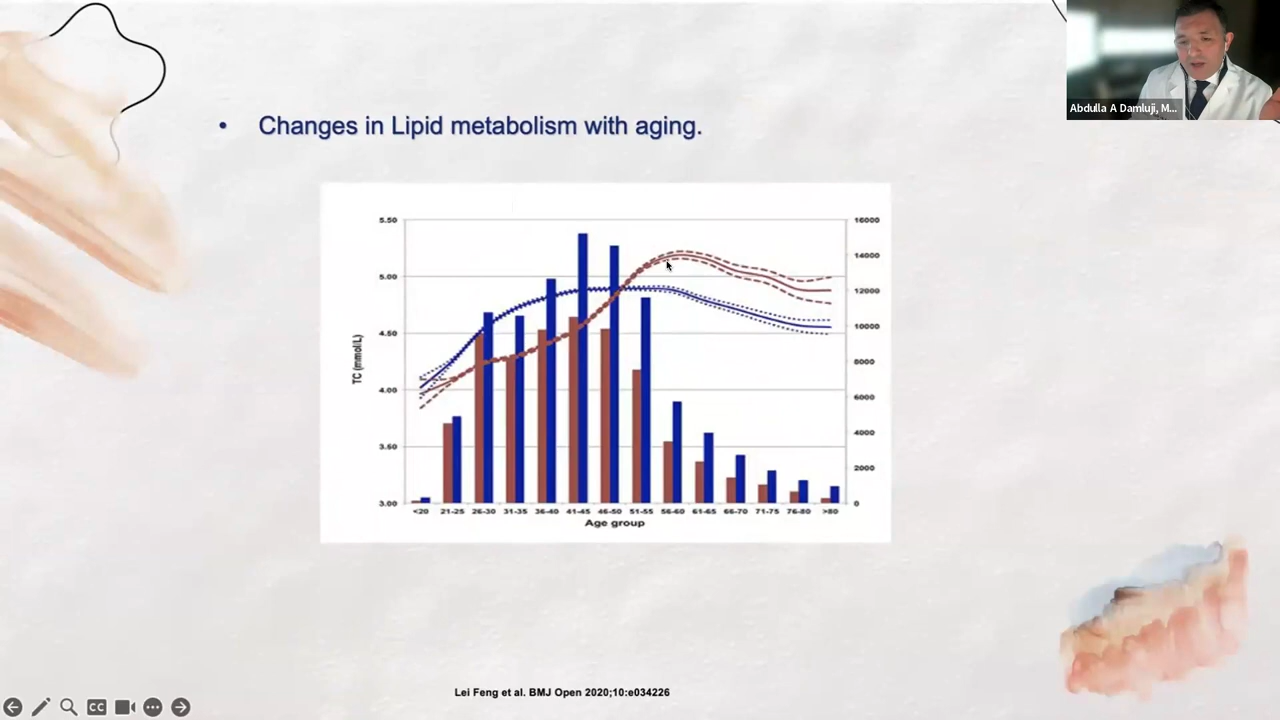 Abdulla A Damluji, M...
• Changes in Lipid metabolism with aging.
5.50
5.00
4.50
4.00
3.50
3.00
TC (mmol/L)
16000
14000
12000
10000
8000
6000
4000
2000
0
<20 21-25 26-30 31-35 36-40 41-45 46-50 51-55 56-60 61-65 66-70 71-75 76-80 >80
Age group
Lei Feng et al. BMJ Open 2020;10:e034226
CC